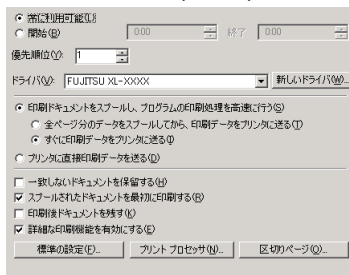 常に利用可能(L)
開始(B) 0:00 終了 0:00
優先順位(Y): 1
ドライバ(V): FUJITSU XL-XXXX 新しいドライバ(W)...
印刷ドキュメントをスプールし、プログラムの印刷処理を高速に行う(S)
全ページ分のデータをスプールしてから、印刷データをプリンタに送る(T)
すぐに印刷データをプリンタに送る(I)
プリンタに直接印刷データを送る(D)
一致しないドキュメントを保留する(H)
スプールされたドキュメントを最初に印刷する(R)
印刷後ドキュメントを残す(K)
詳細な印刷機能を有効にする(E)
標準の設定(F)... プリント プロセッサ(N)... 区切りページ(O)...